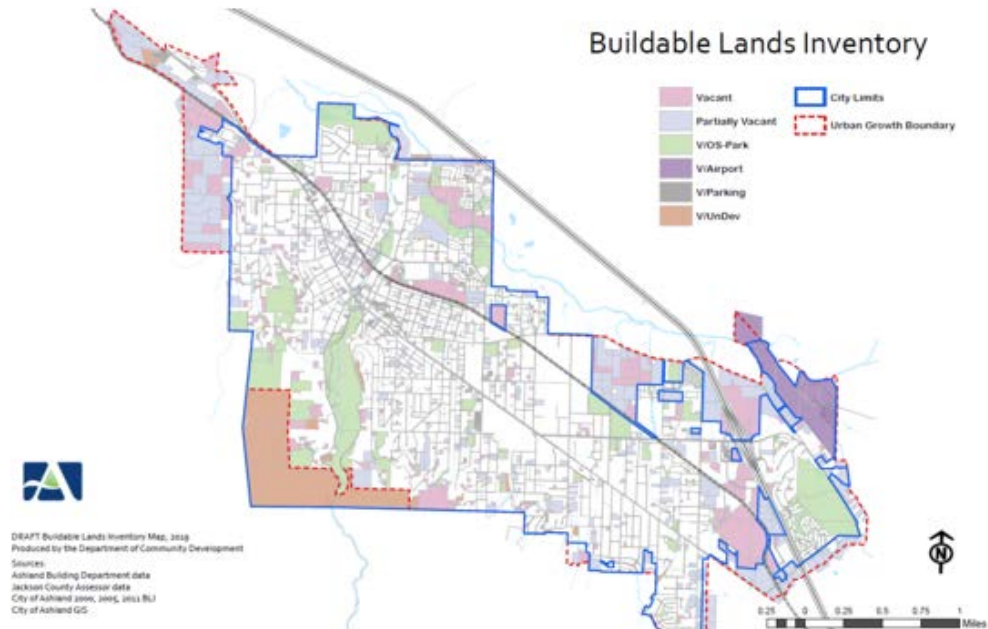 Buildable Lands Inventory
Vacant
Partially Vacant
V/OS-Park
V/Airport
V/Parking
V/UnDev
City Limits
Urban Growth Boundary
DRAFT Buildable Lands Inventory Map, 2019
Produced by the Department of Community Development
Sources:
Ashland Building Department data
Jackson County Assessor data
City of Ashland 2000, 2005, 2011 BLI
City of Ashland GIS
N
0.25 0 0.25 0.5 0.75 1
Miles